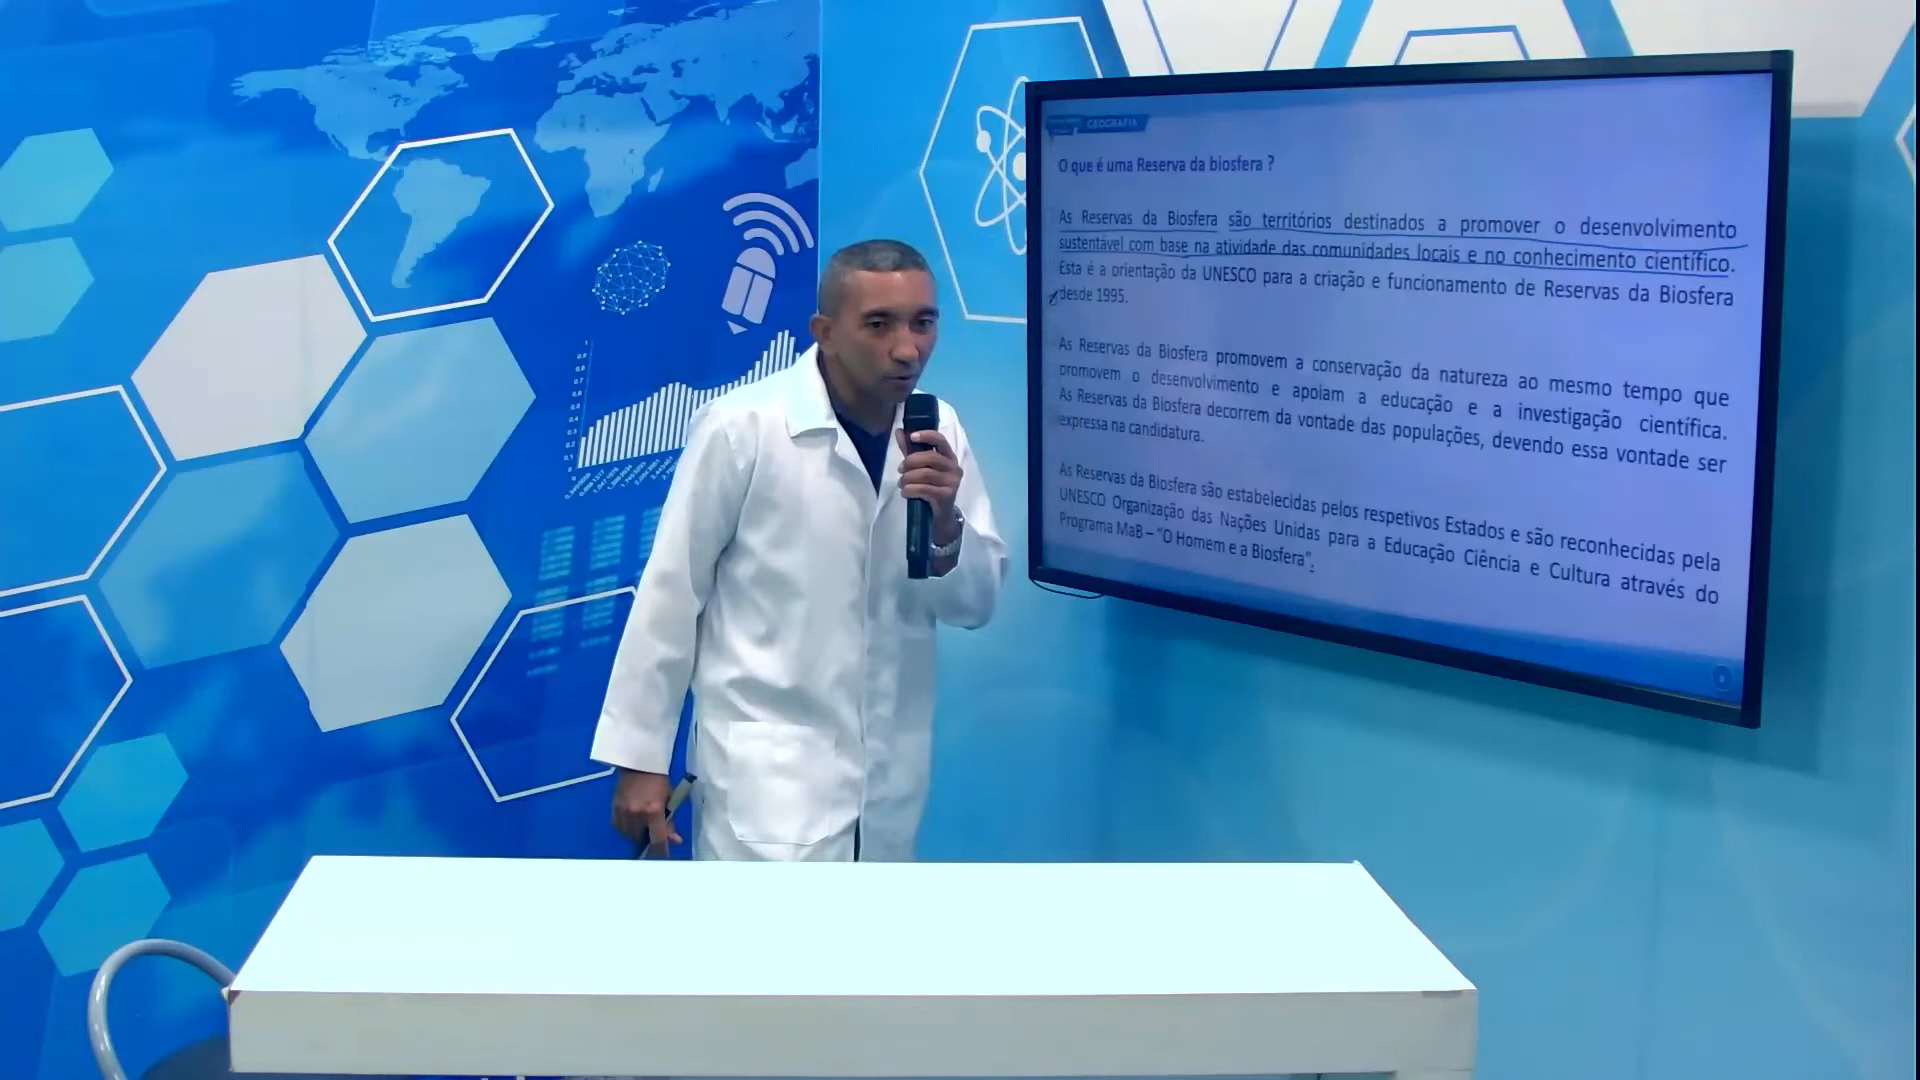 GEOGRAFIA
O que é uma Reserva da biosfera ?
As Reservas da Biosfera são territórios destinados a promover o desenvolvimento
sustentável com base na atividade das comunidades locais e no conhecimento científico.
Esta é a orientação da UNESCO para a criação e funcionamento de Reservas da Biosfera
desde 1995.
As Reservas da Biosfera promovem a conservação da natureza ao mesmo tempo que
promovem o desenvolvimento e apoiam a educação e a investigação científica.
As Reservas da Biosfera decorrem da vontade das populações, devendo essa vontade ser
expressa na candidatura.
As Reservas da Biosfera são estabelecidas pelos respetivos Estados e são reconhecidas pela
UNESCO Organização das Nações Unidas para a Educação Ciência e Cultura através do
Programa MaB – “O Homem e a Biosfera”.